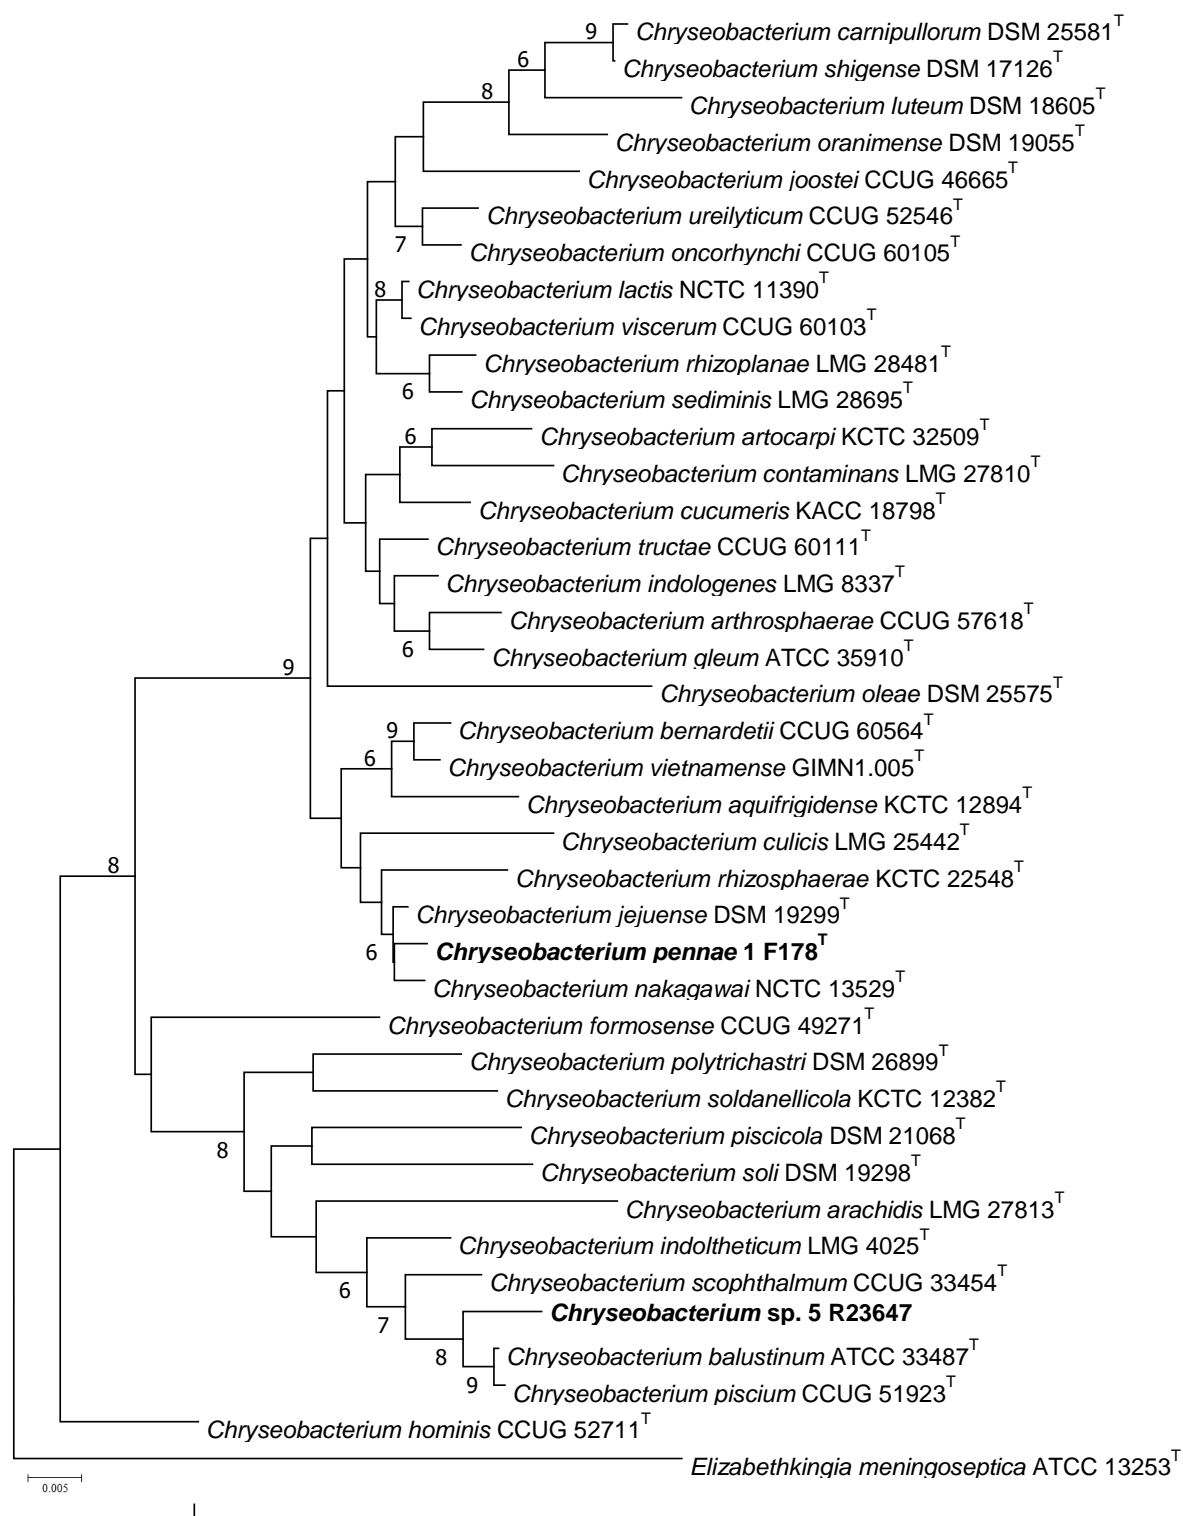 9
Chryseobacterium carnipullorum DSM 25581T
6
Chryseobacterium shigense DSM 17126T
8
Chryseobacterium luteum DSM 18605T
Chryseobacterium oranimense DSM 19055T
Chryseobacterium joostei CCUG 46665T
Chryseobacterium ureilyticum CCUG 52546T
7
Chryseobacterium oncorhynchi CCUG 60105T
8
Chryseobacterium lactis NCTC 11390T
Chryseobacterium viscerum CCUG 60103T
Chryseobacterium rhizoplanae LMG 28481T
6
Chryseobacterium sediminis LMG 28695T
6
Chryseobacterium artocarpi KCTC 32509T
Chryseobacterium contaminans LMG 27810T
Chryseobacterium cucumeris KACC 18798T
Chryseobacterium tructae CCUG 60111T
Chryseobacterium indologenes LMG 8337T
Chryseobacterium arthrosphaerae CCUG 57618T
6
Chryseobacterium gleum ATCC 35910T
9
Chryseobacterium oleae DSM 25575T
9
Chryseobacterium bernardetii CCUG 60564T
6
Chryseobacterium vietnamense GIMN1.005T
Chryseobacterium aquifrigidense KCTC 12894T
Chryseobacterium culicis LMG 25442T
8
Chryseobacterium rhizosphaerae KCTC 22548T
Chryseobacterium jejuense DSM 19299T
6
Chryseobacterium pennae 1 F178T
Chryseobacterium nakagawai NCTC 13529T
Chryseobacterium formosense CCUG 49271T
Chryseobacterium polytrichastri DSM 26899T
Chryseobacterium soldanellicola KCTC 12382T
Chryseobacterium piscicola DSM 21068T
8
Chryseobacterium soli DSM 19298T
Chryseobacterium arachidis LMG 27813T
Chryseobacterium indoltheticum LMG 4025T
6
Chryseobacterium scophthalmum CCUG 33454T
7
Chryseobacterium sp. 5 R23647
8
Chryseobacterium balustinum ATCC 33487T
9
Chryseobacterium piscium CCUG 51923T
Chryseobacterium hominis CCUG 52711T
Elizabethkingia meningoseptica ATCC 13253T
0.005